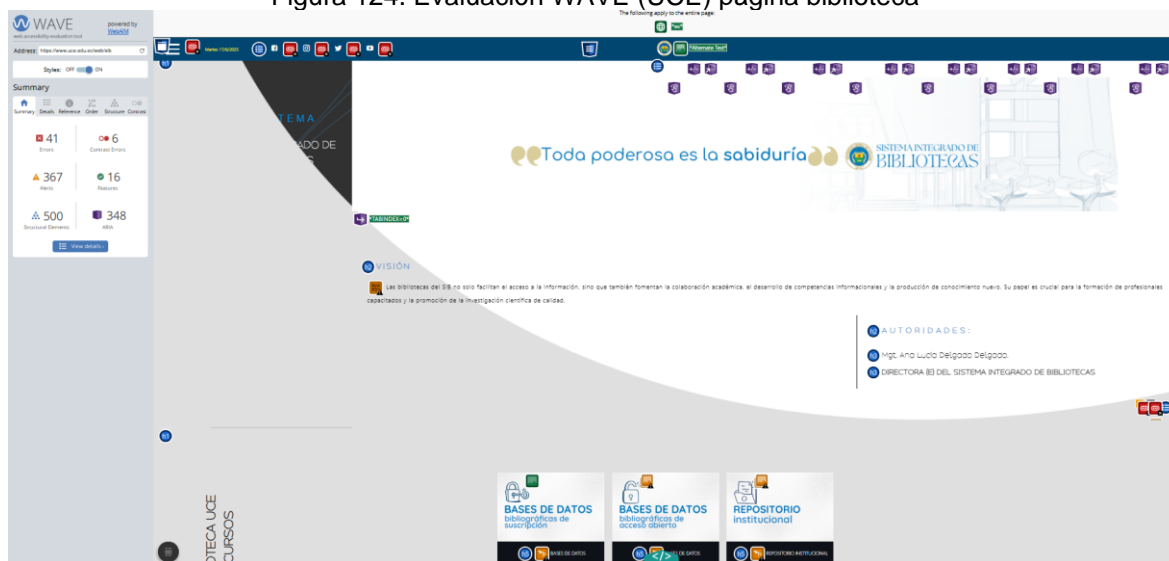 Figura 124. Evaluación WAVE (UCE) página biblioteca
The following apply to the entire page:
WAVE
powered by
WebAIM
web accessibility evaluation tool
Address: https://www.uce.edu.ec/web/sib
Styles: OFF ON
Summary
Summary Details Reference Order Structure Contrast
41
Errors
6
Contrast Errors
367
Alerts
16
Features
500
Structural Elements
348
ARIA
View details
*Alternate Text*
TEMA
ADO DE
Toda poderosa es la sabiduría
SISTEMA INTEGRADO DE
BIBLIOTECAS
*TABINDEX=0*
VISIÓN
Las bibliotecas del SIB no solo facilitan el acceso a la información, sino que también fomentan la colaboración académica, el desarrollo de competencias informacionales y la producción de conocimiento nuevo. Su papel es crucial para la formación de profesionales
capacitados y la promoción de la investigación científica de calidad.
AUTORIDADES:
Mgt. Ana Lucía Delgado Delgado.
DIRECTORA (E) DEL SISTEMA INTEGRADO DE BIBLIOTECAS
OTECA UCE
CURSOS
BASES DE DATOS
bibliográficas de
suscripción
BASES DE DATOS
BASES DE DATOS
bibliográficas de
acceso abierto
ES DE DATOS
REPOSITORIO
institucional
REPOSITORIO INSTITUCIONAL